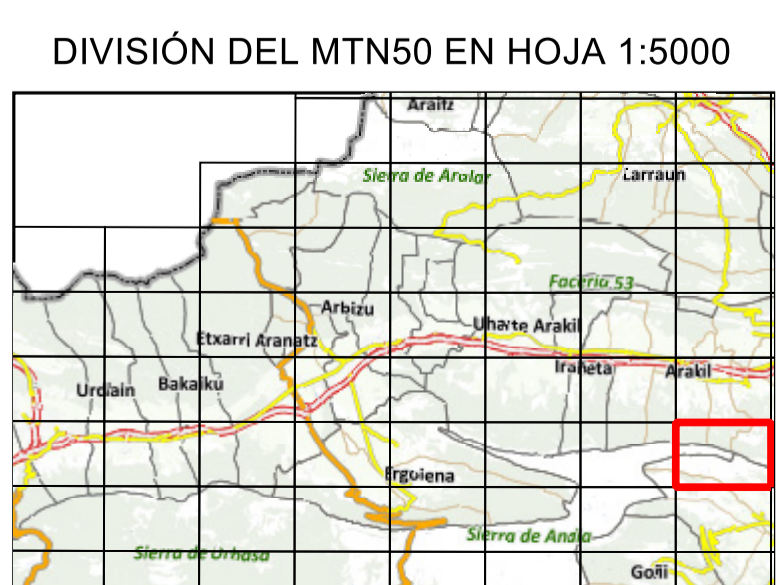 DIVISIÓN DEL MTN50 EN HOJA 1:5000
Araitz
Sierra de Aralar
Larraun
Faceria 53
Arbizu
Uharte Arakil
Etxarri Aranatz
Irañeta
Arakil
Urdiain
Bakaiku
Ergoiena
Sierra de Andia
Sierra de Urbasa
Goñi